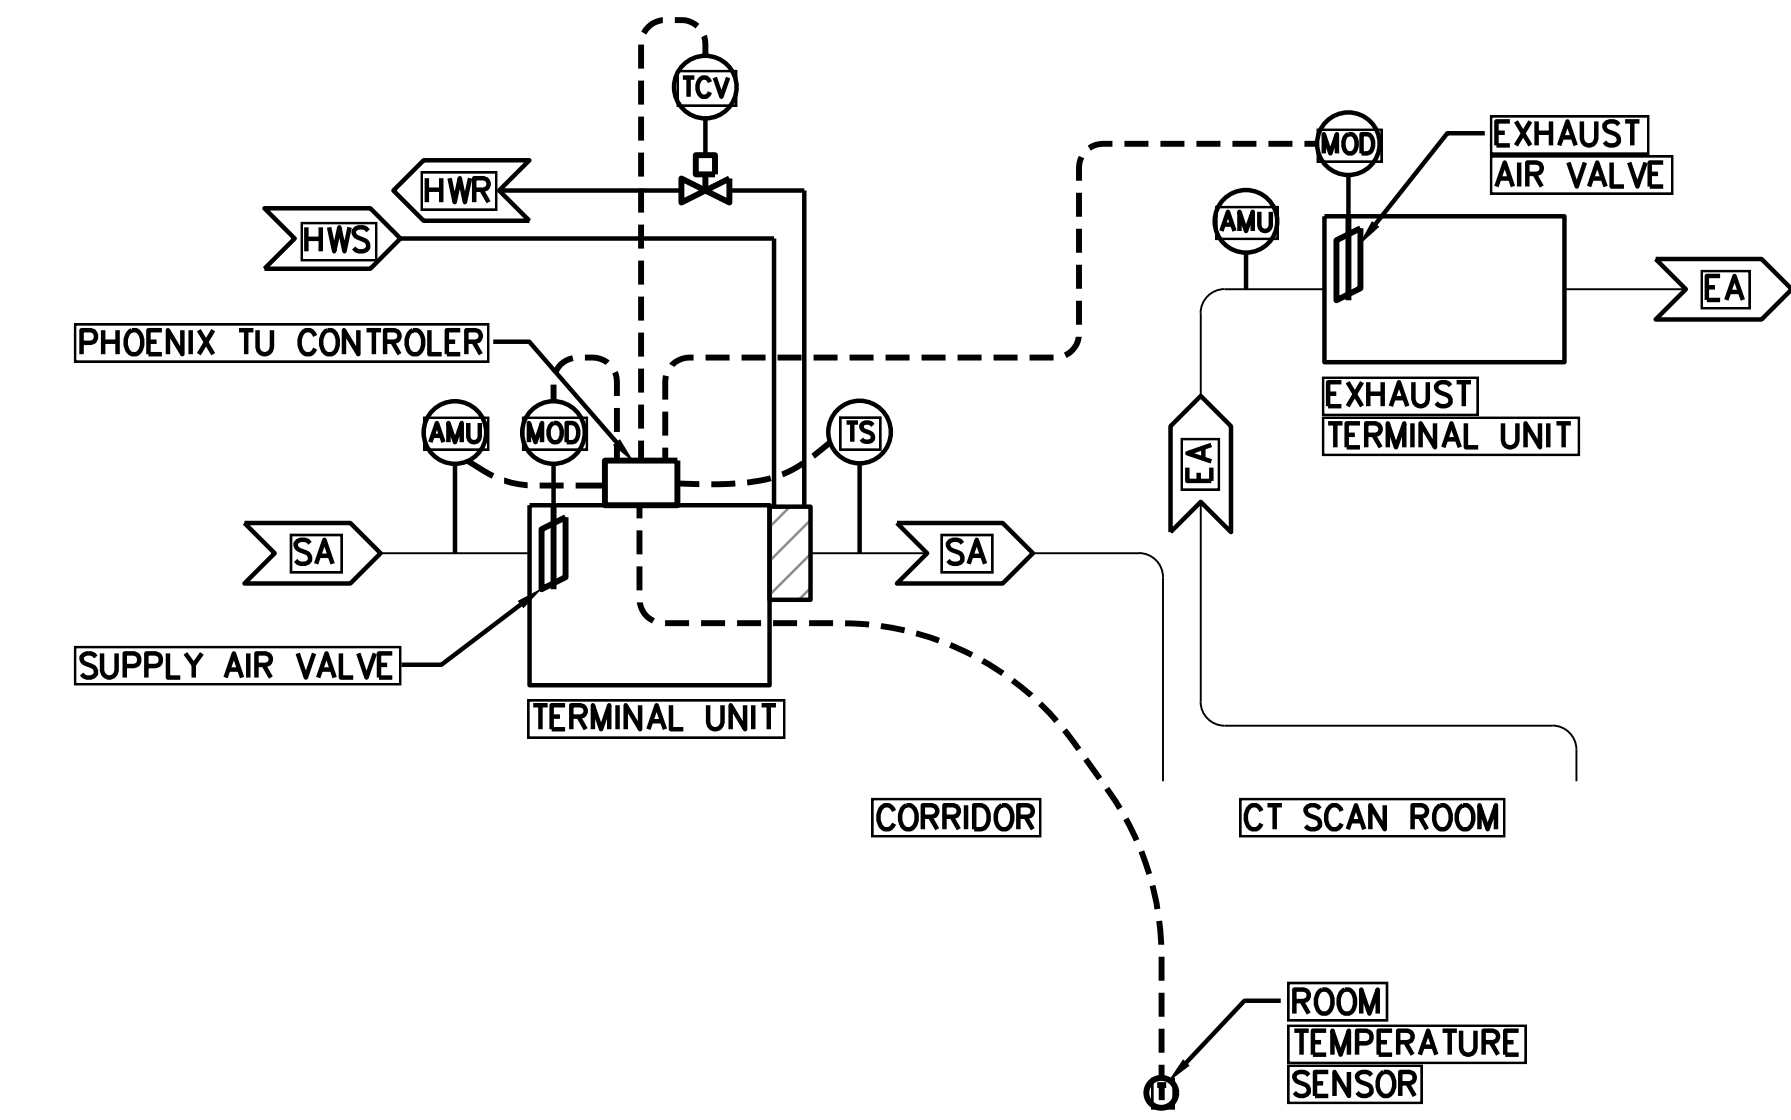 TCV
MOD
EXHAUST
AIR VALVE
HWR
AMU
HWS
EA
PHOENIX TU CONTROLER
EXHAUST
TERMINAL UNIT
AMU
MOD
TS
EA
SA
SA
SUPPLY AIR VALVE
TERMINAL UNIT
CORRIDOR
CT SCAN ROOM
ROOM
TEMPERATURE
SENSOR
T